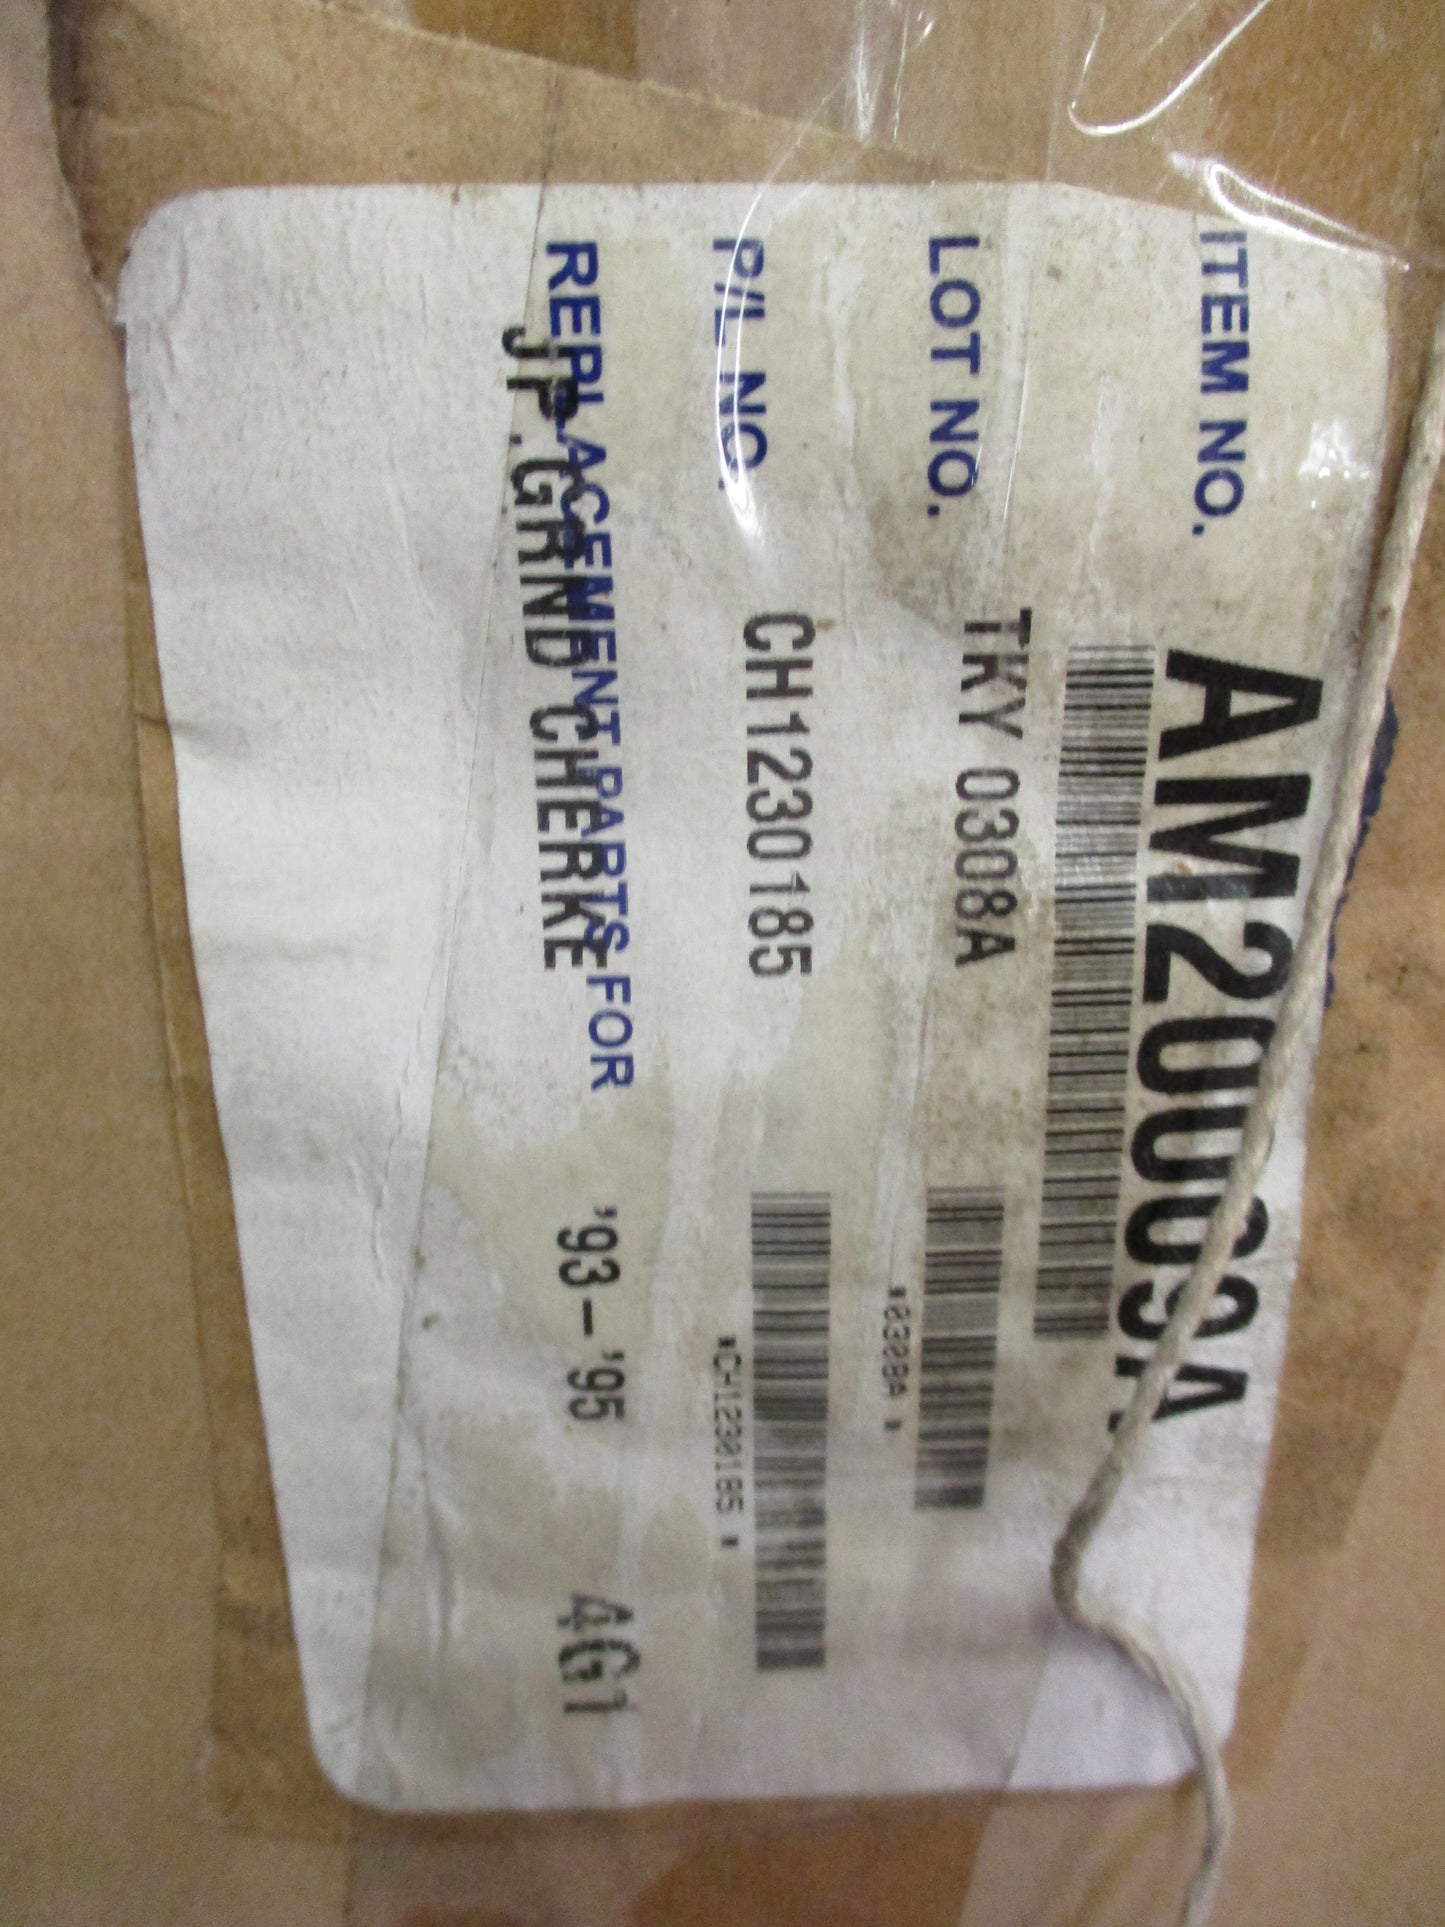 ITEM NO. AM20009A
LOT NO. TKY 0308A
*0308A *
P/L NO. CH1230185
*CH1230185 *
REPLACEMENT PARTS FOR '93-'95 4G1
JP.GRND CHERKE